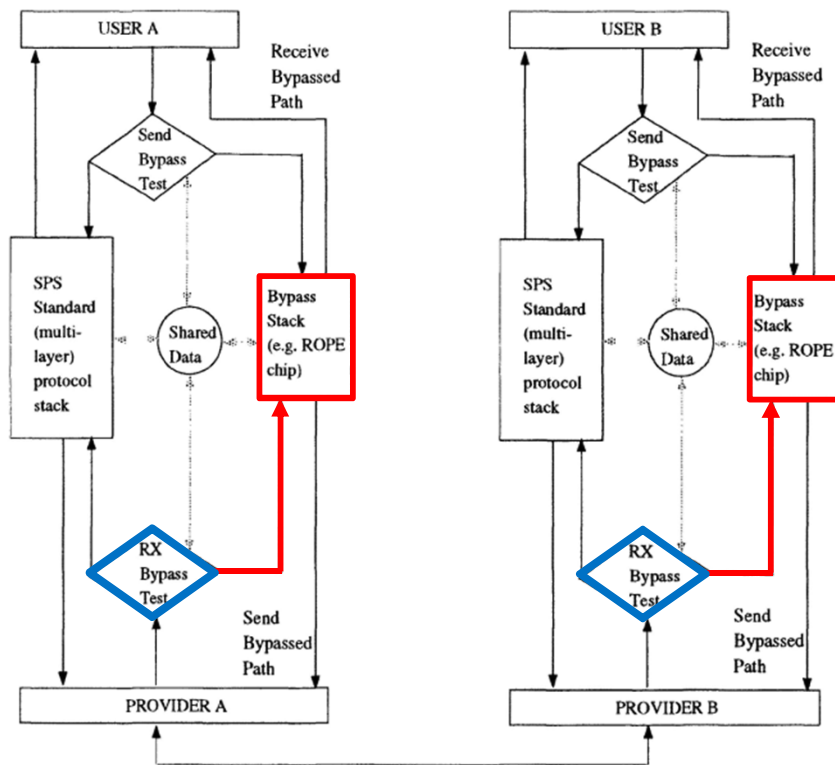 USER A
Receive
Bypassed
Path
Send
Bypass
Test
SPS
Standard
(multi-
layer)
protocol
stack
Shared
Data
Bypass
Stack
(e.g. ROPE
chip)
RX
Bypass
Test
Send
Bypassed
Path
PROVIDER A
USER B
Receive
Bypassed
Path
Send
Bypass
Test
SPS
Standard
(multi-
layer)
protocol
stack
Shared
Data
Bypass
Stack
(e.g. ROPE
chip)
RX
Bypass
Test
Send
Bypassed
Path
PROVIDER B